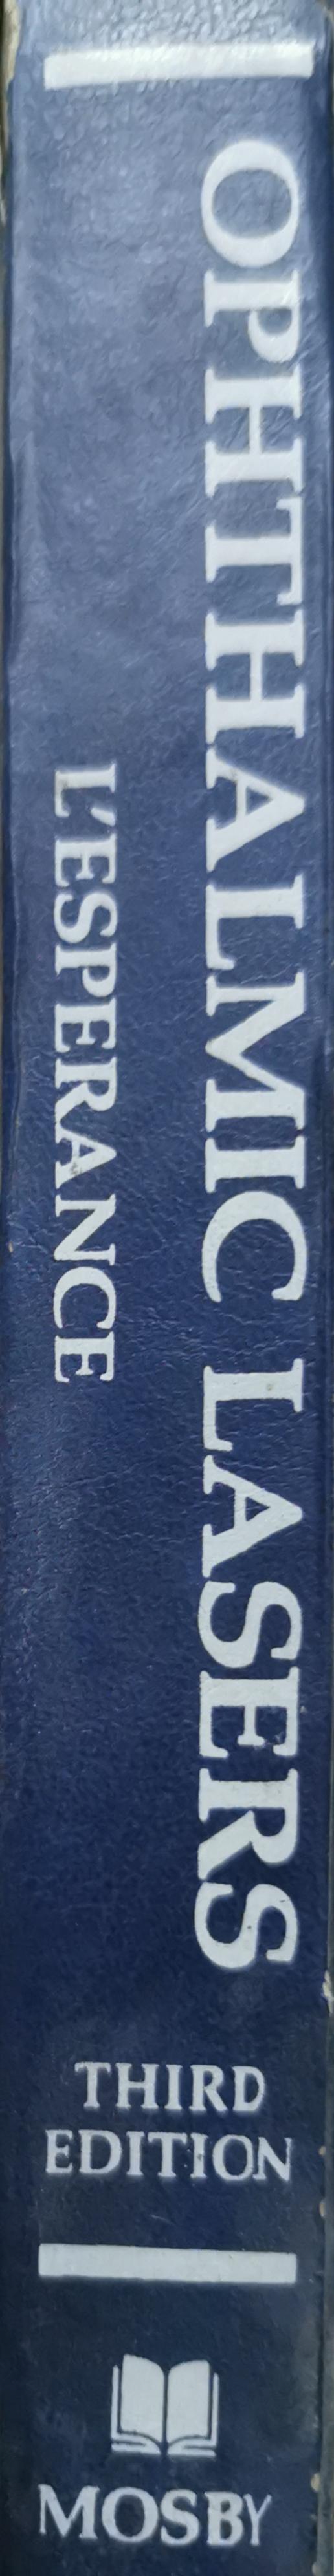 OPHTHALMIC LASERS
L'ESPERANCE
THIRD
EDITION
MOSBY